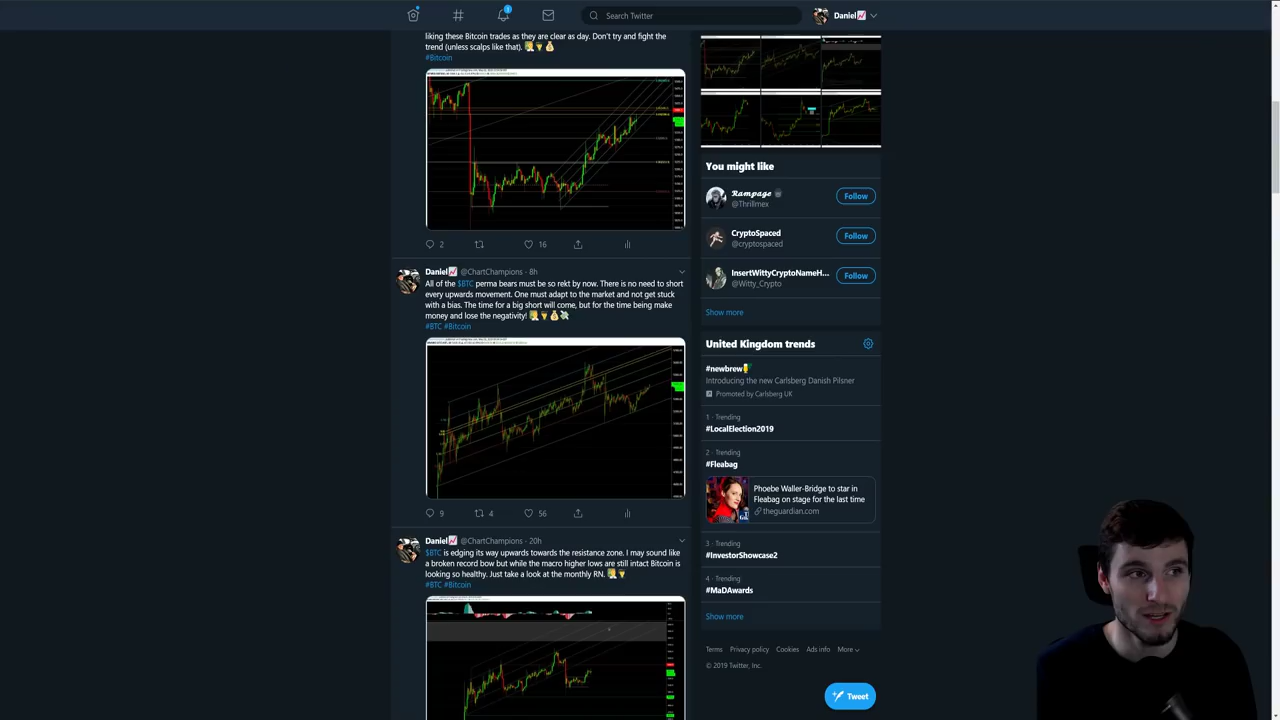 1
Search Twitter
Daniel
liking these Bitcoin trades as they are clear as day. Don't try and fight the
trend (unless scalps like that).
#Bitcoin
2
16
Daniel @ChartChampions · 8h
All of the $BTC perma bears must be so rekt by now. There is no need to short
every upwards movement. One must adapt to the market and not get stuck
with a bias. The time for a big short will come, but for the time being make
money and lose the negativity!
#BTC #Bitcoin
9
4
56
Daniel @ChartChampions · 20h
$BTC is edging its way upwards towards the resistance zone. I may sound like
a broken record bow but while the macro higher lows are still intact Bitcoin is
looking so healthy. Just take a look at the monthly RN.
#BTC #Bitcoin
You might like
Rampage
@Thrillmex
Follow
CryptoSpaced
@cryptospaced
Follow
InsertWittyCryptoNameH...
@Witty_Crypto
Follow
Show more
United Kingdom trends
#newbrew
Introducing the new Carlsberg Danish Pilsner
Promoted by Carlsberg UK
1 · Trending
#LocalElection2019
2 · Trending
#Fleabag
Phoebe Waller-Bridge to star in
Fleabag on stage for the last time
theguardian.com
3 · Trending
#InvestorShowcase2
4 · Trending
#MaDAwards
Show more
Terms Privacy policy Cookies Ads info More
© 2019 Twitter, Inc.
Tweet